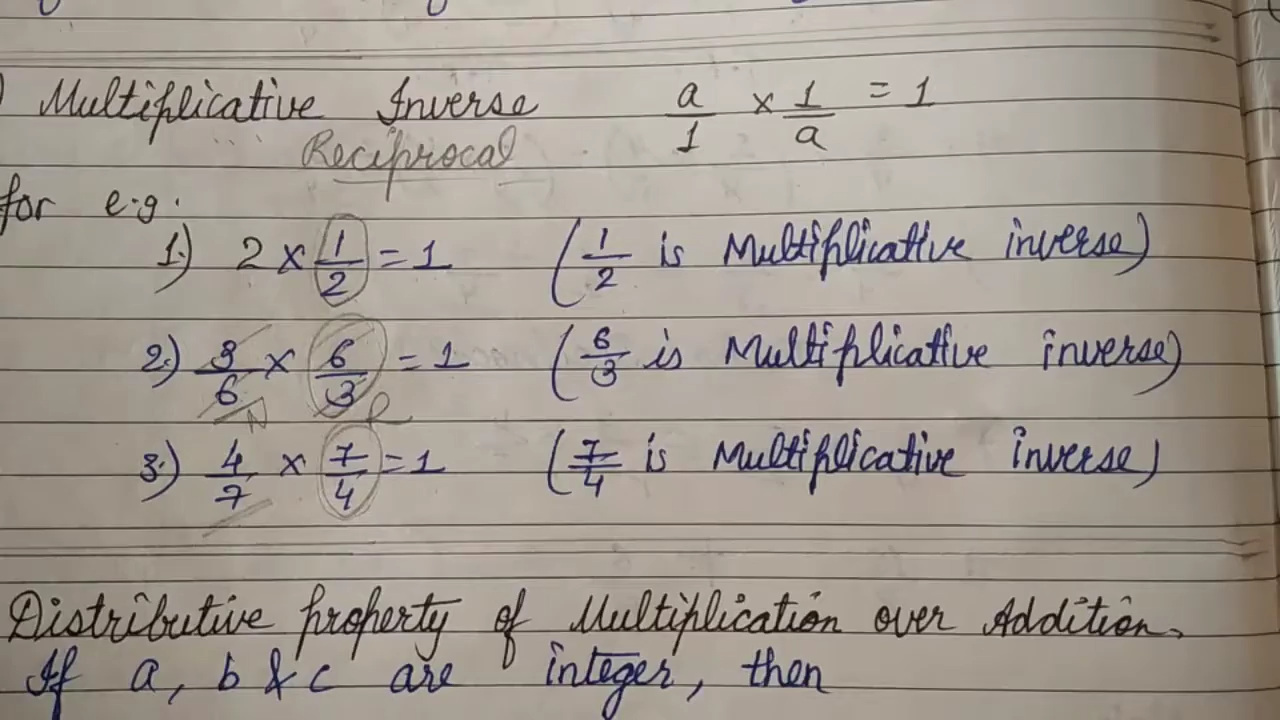 ) Multiplicative Inverse a/1 × 1/a = 1
Reciprocal
for e.g.
1.) 2 × 1/2 = 1 (1/2 is Multiplicative inverse)
2.) 3/6 × 6/3 = 1 (6/3 is Multiplicative inverse)
N R
3.) 4/7 × 7/4 = 1 (7/4 is Multiplicative inverse)
Distributive property of Multiplication over Addition.
If a, b & c are integer, then